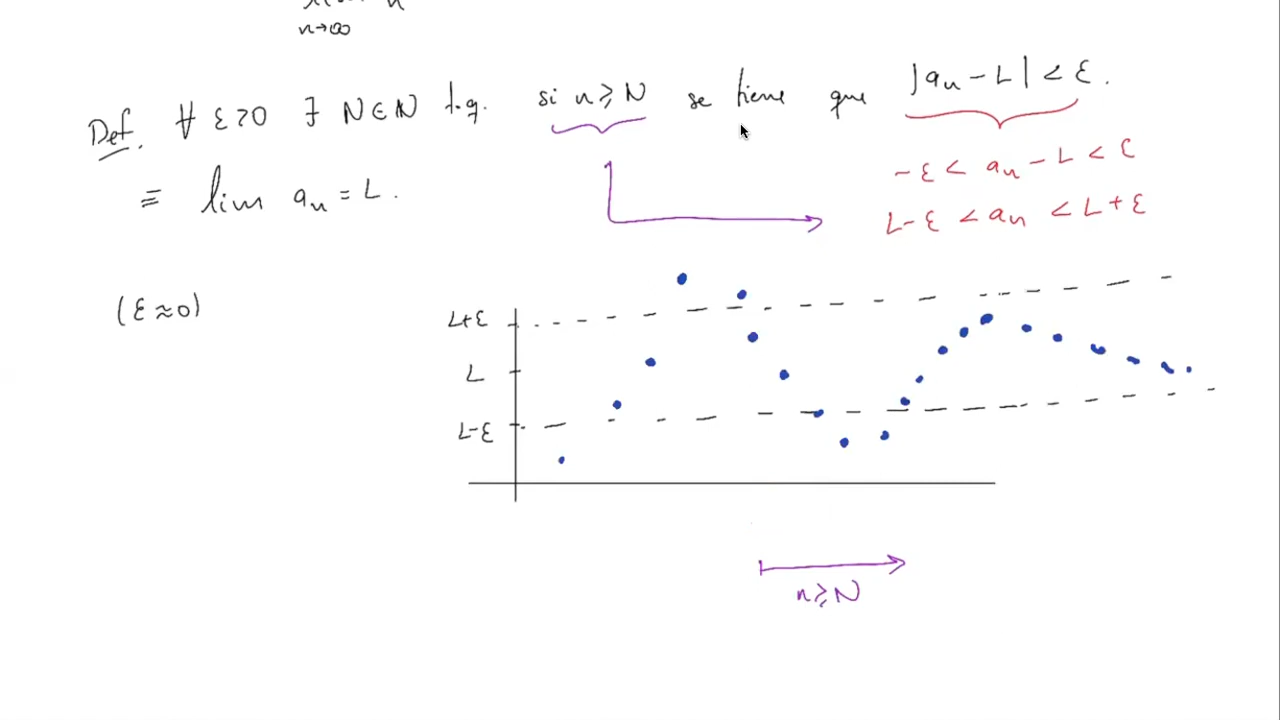 n→∞
Def. ∀ ε>0 ∃ N∈ℕ t.q. si n≥N se tiene que |aₙ - L| < ε.
-ε < aₙ - L < ε
≡ lim aₙ = L.
L-ε < aₙ < L+ε
(ε≈0)
L+ε
L
L-ε
n≥N